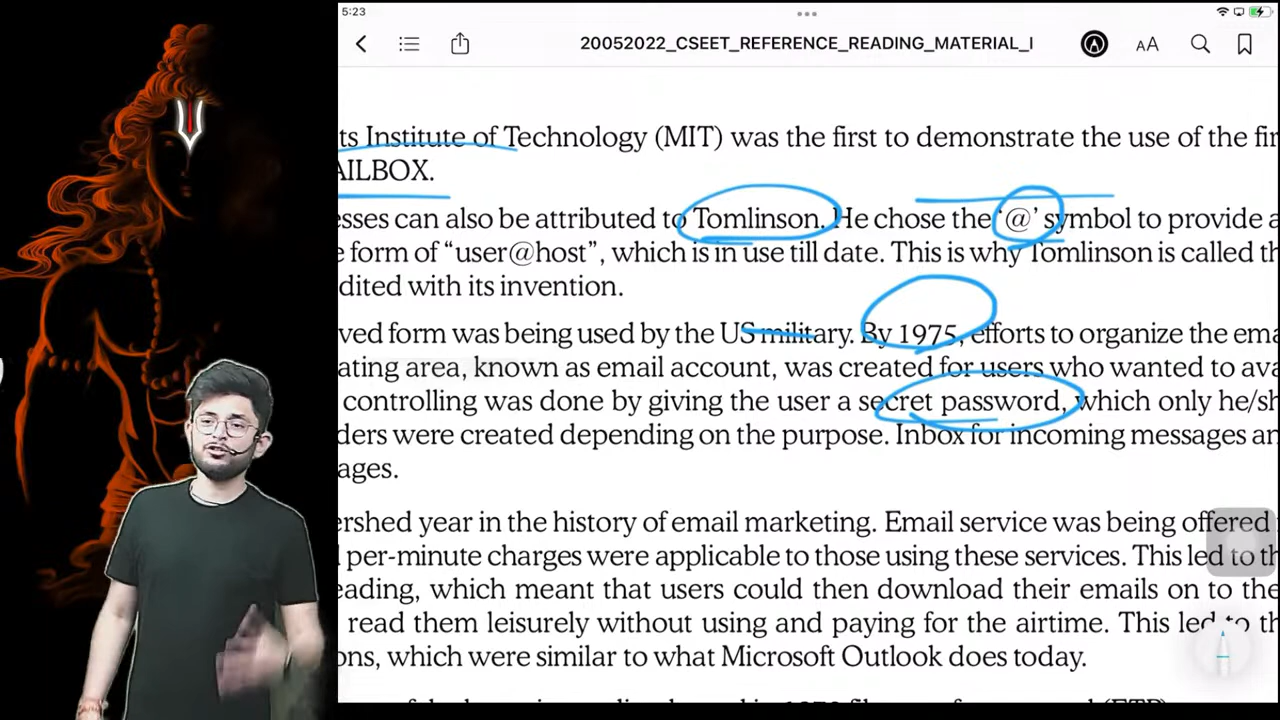 5:23
20052022_CSEET_REFERENCE_READING_MATERIAL_I
AA
ts Institute of Technology (MIT) was the first to demonstrate the use of the fir
AILBOX.
esses can also be attributed to Tomlinson. He chose the ‘@’ symbol to provide a
e form of “user@host”, which is in use till date. This is why Tomlinson is called th
dited with its invention.
ved form was being used by the US military. By 1975, efforts to organize the ema
ating area, known as email account, was created for users who wanted to ava
controlling was done by giving the user a secret password, which only he/sh
ders were created depending on the purpose. Inbox for incoming messages an
ages.
ershed year in the history of email marketing. Email service was being offered
per-minute charges were applicable to those using these services. This led to th
eading, which meant that users could then download their emails on to the
read them leisurely without using and paying for the airtime. This led to th
ons, which were similar to what Microsoft Outlook does today.